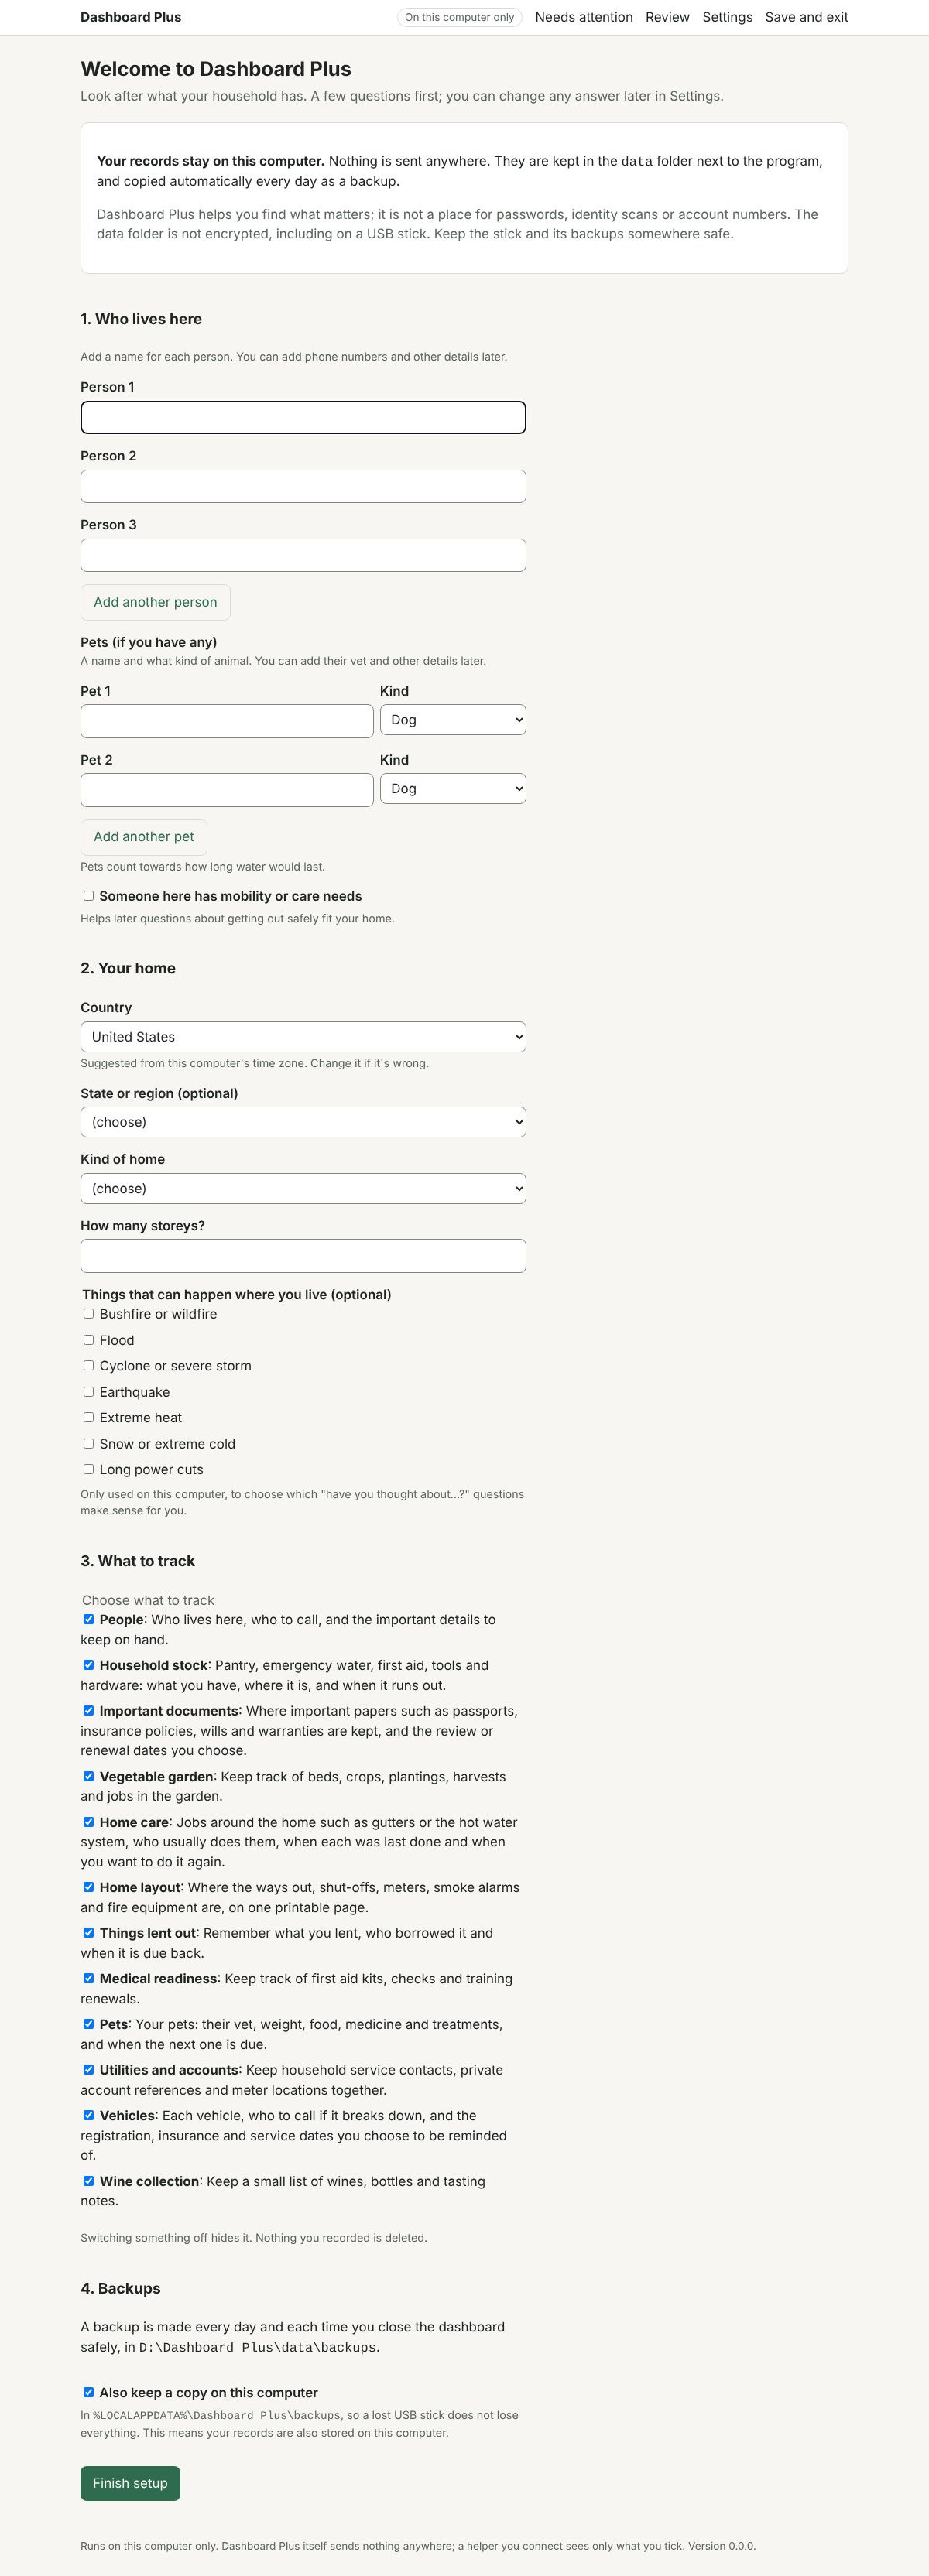 Dashboard Plus
On this computer only
Needs attention
Review
Settings
Save and exit
Welcome to Dashboard Plus
Look after what your household has. A few questions first; you can change any answer later in Settings.
Your records stay on this computer. Nothing is sent anywhere. They are kept in the data folder next to the program,
and copied automatically every day as a backup.
Dashboard Plus helps you find what matters; it is not a place for passwords, identity scans or account numbers. The
data folder is not encrypted, including on a USB stick. Keep the stick and its backups somewhere safe.
1. Who lives here
Add a name for each person. You can add phone numbers and other details later.
Person 1
Person 2
Person 3
Add another person
Pets (if you have any)
A name and what kind of animal. You can add their vet and other details later.
Pet 1
Kind
Dog
Pet 2
Kind
Dog
Add another pet
Pets count towards how long water would last.
Someone here has mobility or care needs
Helps later questions about getting out safely fit your home.
2. Your home
Country
United States
Suggested from this computer's time zone. Change it if it's wrong.
State or region (optional)
(choose)
Kind of home
(choose)
How many storeys?
Things that can happen where you live (optional)
Bushfire or wildfire
Flood
Cyclone or severe storm
Earthquake
Extreme heat
Snow or extreme cold
Long power cuts
Only used on this computer, to choose which "have you thought about...?" questions
make sense for you.
3. What to track
Choose what to track
People: Who lives here, who to call, and the important details to
keep on hand.
Household stock: Pantry, emergency water, first aid, tools and
hardware: what you have, where it is, and when it runs out.
Important documents: Where important papers such as passports,
insurance policies, wills and warranties are kept, and the review or
renewal dates you choose.
Vegetable garden: Keep track of beds, crops, plantings, harvests
and jobs in the garden.
Home care: Jobs around the home such as gutters or the hot water
system, who usually does them, when each was last done and when
you want to do it again.
Home layout: Where the ways out, shut-offs, meters, smoke alarms
and fire equipment are, on one printable page.
Things lent out: Remember what you lent, who borrowed it and
when it is due back.
Medical readiness: Keep track of first aid kits, checks and training
renewals.
Pets: Your pets: their vet, weight, food, medicine and treatments,
and when the next one is due.
Utilities and accounts: Keep household service contacts, private
account references and meter locations together.
Vehicles: Each vehicle, who to call if it breaks down, and the
registration, insurance and service dates you choose to be reminded
of.
Wine collection: Keep a small list of wines, bottles and tasting
notes.
Switching something off hides it. Nothing you recorded is deleted.
4. Backups
A backup is made every day and each time you close the dashboard
safely, in D:\Dashboard Plus\data\backups.
Also keep a copy on this computer
In %LOCALAPPDATA%\Dashboard Plus\backups, so a lost USB stick does not lose
everything. This means your records are also stored on this computer.
Finish setup
Runs on this computer only. Dashboard Plus itself sends nothing anywhere; a helper you connect sees only what you tick. Version 0.0.0.